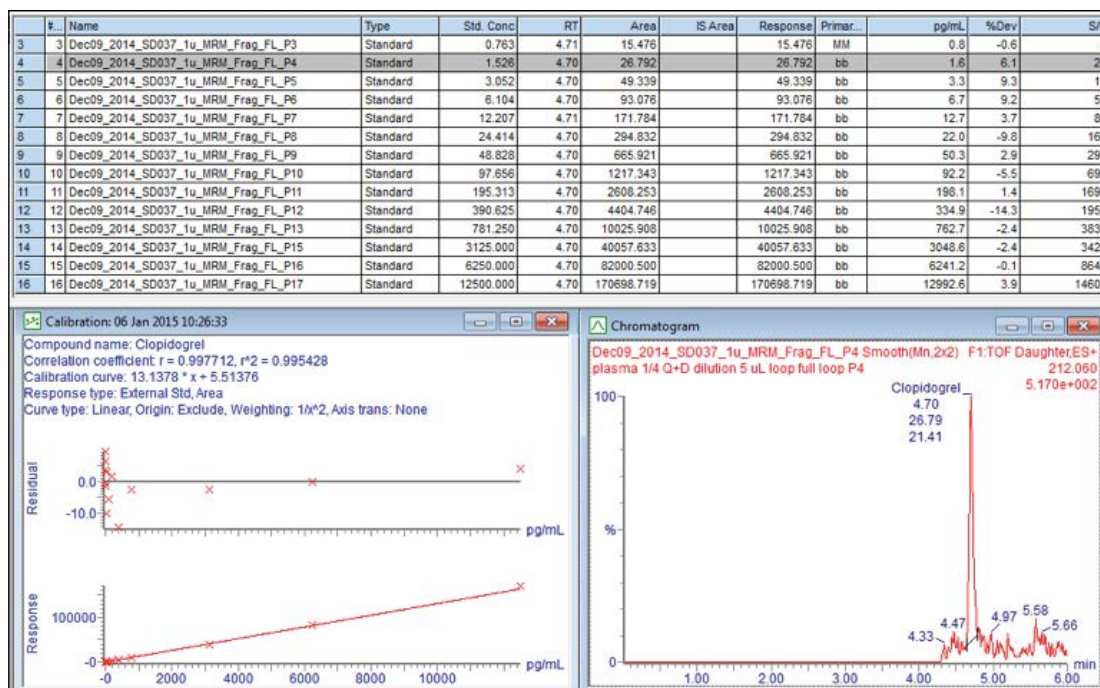 #... Name Type Std. Conc RT Area IS Area Response Primar... pg/mL %Dev
3 3 Dec09_2014_SD037_1u_MRM_Frag_FL_P3 Standard 0.763 4.71 15.476 15.476 MM 0.8 -0.6
4 4 Dec09_2014_SD037_1u_MRM_Frag_FL_P4 Standard 1.526 4.70 26.792 26.792 bb 1.6 6.1 2
5 5 Dec09_2014_SD037_1u_MRM_Frag_FL_P5 Standard 3.052 4.70 49.339 49.339 bb 3.3 9.3 1
6 6 Dec09_2014_SD037_1u_MRM_Frag_FL_P6 Standard 6.104 4.70 93.076 93.076 bb 6.7 9.2 5
7 7 Dec09_2014_SD037_1u_MRM_Frag_FL_P7 Standard 12.207 4.71 171.784 171.784 bb 12.7 3.7 8
8 8 Dec09_2014_SD037_1u_MRM_Frag_FL_P8 Standard 24.414 4.70 294.832 294.832 bb 22.0 -9.8 16
9 9 Dec09_2014_SD037_1u_MRM_Frag_FL_P9 Standard 48.828 4.70 665.921 665.921 bb 50.3 2.9 29
10 10 Dec09_2014_SD037_1u_MRM_Frag_FL_P10 Standard 97.656 4.70 1217.343 1217.343 bb 92.2 -5.5 69
11 11 Dec09_2014_SD037_1u_MRM_Frag_FL_P11 Standard 195.313 4.70 2608.253 2608.253 bb 198.1 1.4 169
12 12 Dec09_2014_SD037_1u_MRM_Frag_FL_P12 Standard 390.625 4.70 4404.746 4404.746 bb 334.9 -14.3 195
13 13 Dec09_2014_SD037_1u_MRM_Frag_FL_P13 Standard 781.250 4.70 10025.908 10025.908 bb 762.7 -2.4 383
14 14 Dec09_2014_SD037_1u_MRM_Frag_FL_P15 Standard 3125.000 4.70 40057.633 40057.633 bb 3048.6 -2.4 342
15 15 Dec09_2014_SD037_1u_MRM_Frag_FL_P16 Standard 6250.000 4.70 82000.500 82000.500 bb 6241.2 -0.1 864
16 16 Dec09_2014_SD037_1u_MRM_Frag_FL_P17 Standard 12500.000 4.70 170698.719 170698.719 bb 12992.6 3.9 1460
Calibration: 06 Jan 2015 10:26:33
Compound name: Clopidogrel
Correlation coefficient: r = 0.997712, r^2 = 0.995428
Calibration curve: 13.1378 * x + 5.51376
Response type: External Std, Area
Curve type: Linear, Origin: Exclude, Weighting: 1/x^2, Axis trans: None
Residual
0.0
-10.0
pg/mL
Response
100000
-0
pg/mL
-0 2000 4000 6000 8000 10000
Chromatogram
Dec09_2014_SD037_1u_MRM_Frag_FL_P4 Smooth(Mn,2x2) F1:TOF Daughter,ES+
plasma 1/4 Q+D dilution 5 uL loop full loop P4 212.060
5.170e+002
Clopidogrel
4.70
26.79
21.41
100
%
0
4.33 4.47 4.97 5.58 5.66
min
1.00 2.00 3.00 4.00 5.00 6.00